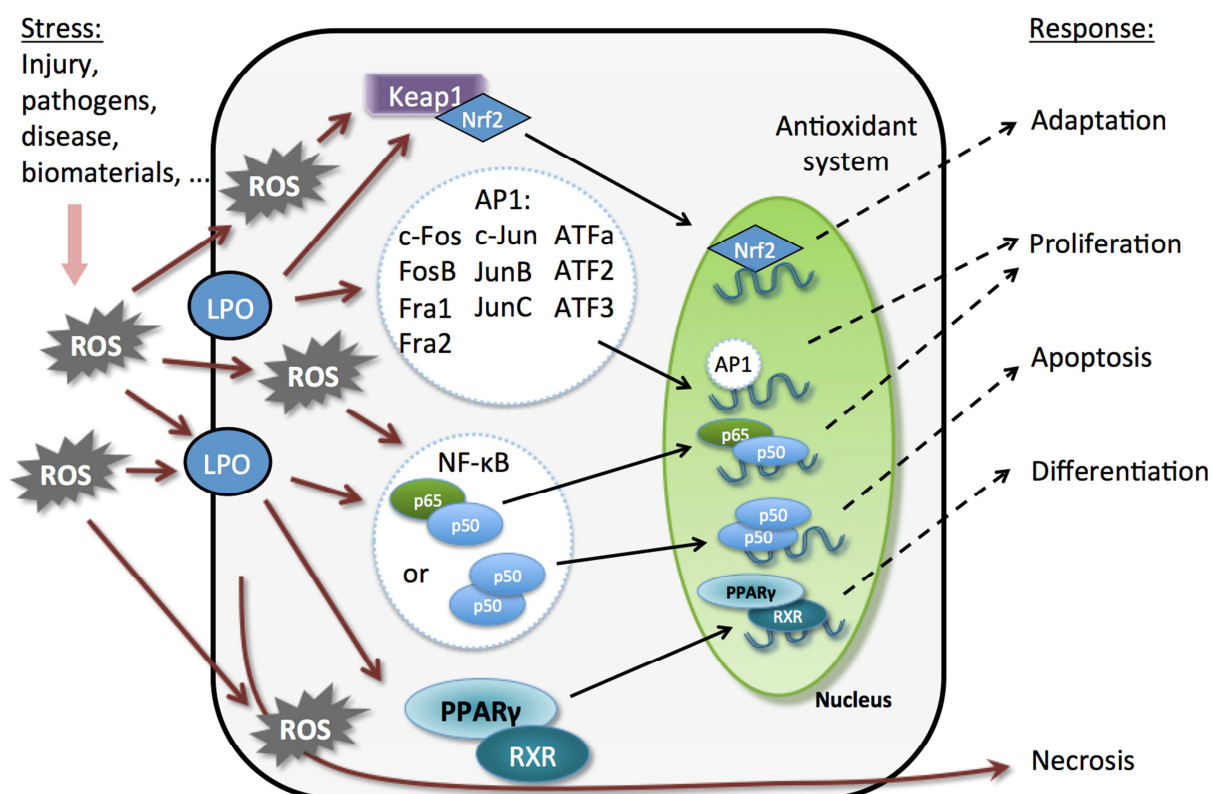 Stress:
Injury,
pathogens,
disease,
biomaterials, ...
ROS
ROS
ROS
ROS
ROS
LPO
LPO
Keap1
Nrf2
AP1:
c-Fos c-Jun ATFa
FosB JunB ATF2
Fra1 JunC ATF3
Fra2
NF-κB
p65
p50
or
p50
p50
PPARγ
RXR
Antioxidant
system
Nrf2
AP1
p65
p50
p50
p50
PPARγ
RXR
Nucleus
Response:
Adaptation
Proliferation
Apoptosis
Differentiation
Necrosis